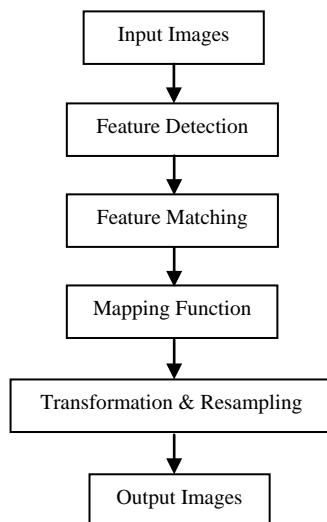 Input Images
Feature Detection
Feature Matching
Mapping Function
Transformation & Resampling
Output Images